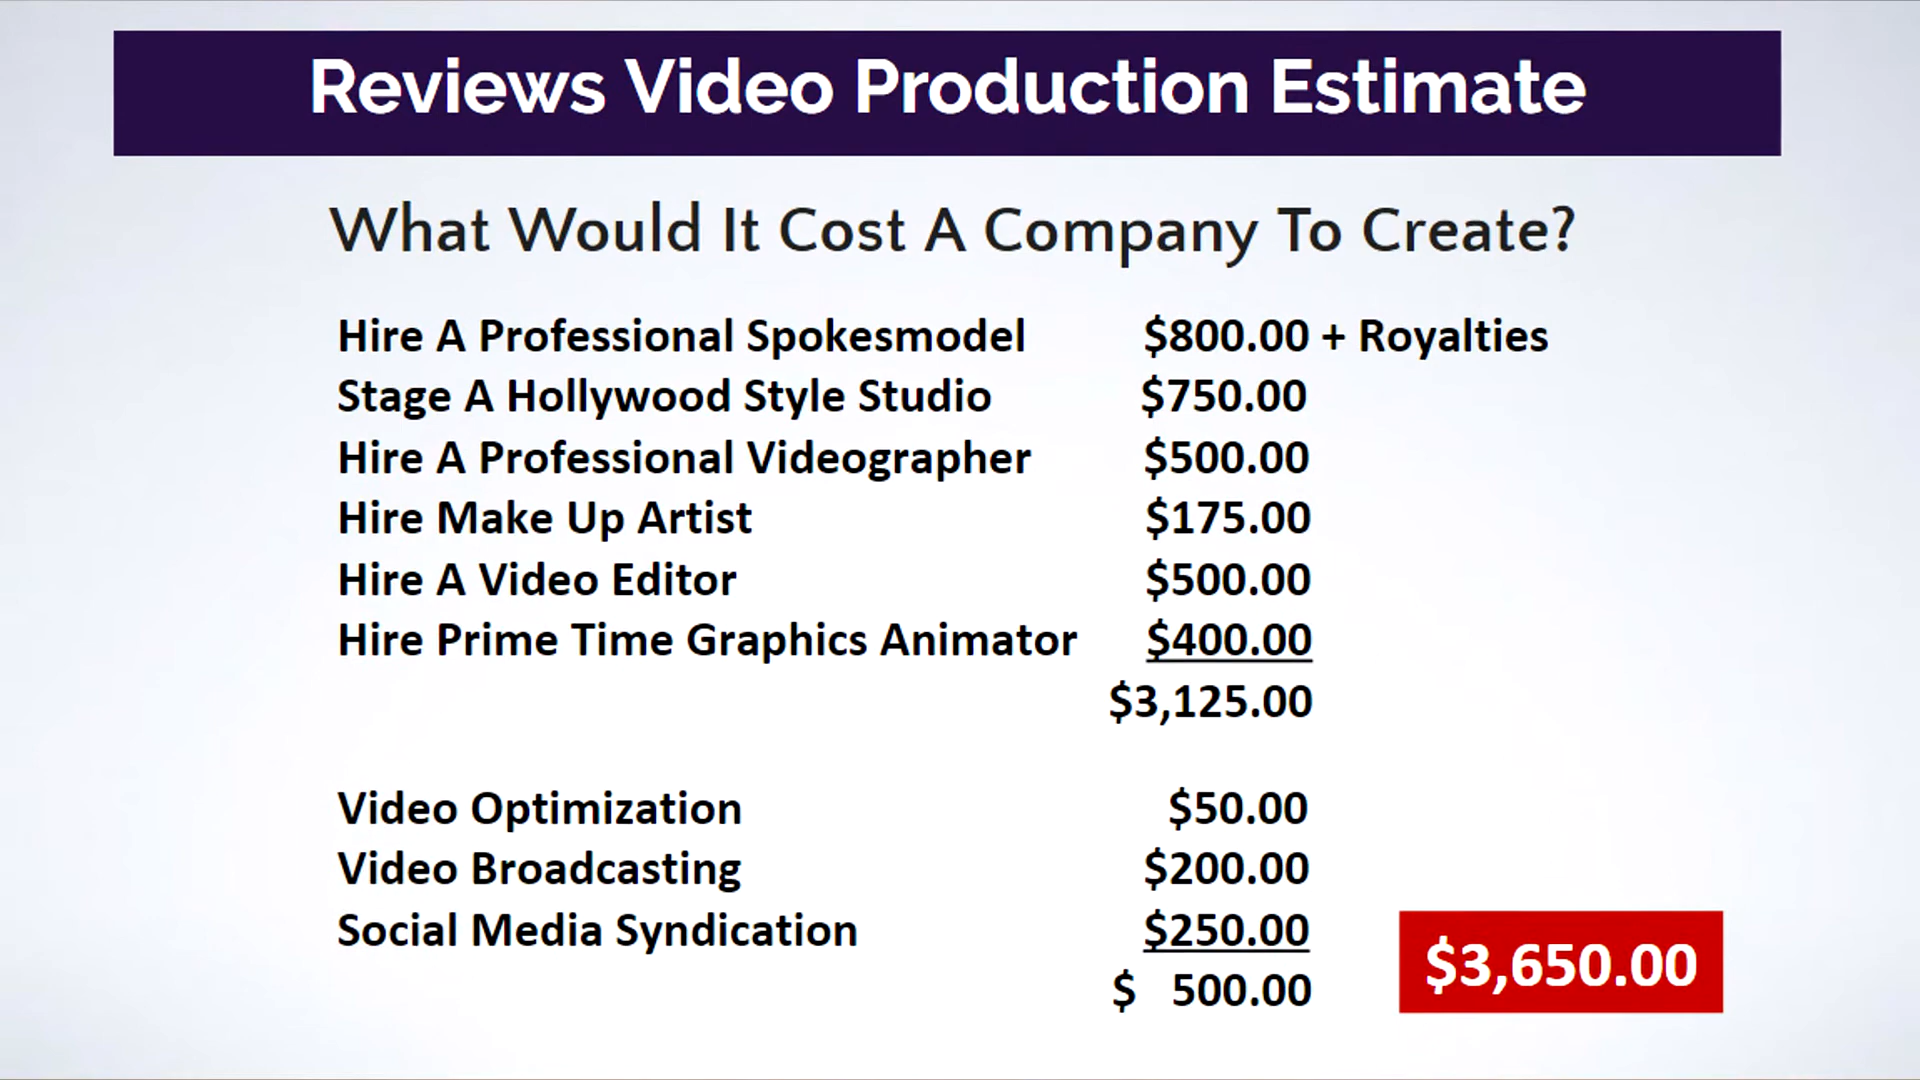 Reviews Video Production Estimate
What Would It Cost A Company To Create?
Hire A Professional Spokesmodel $800.00 + Royalties
Stage A Hollywood Style Studio $750.00
Hire A Professional Videographer $500.00
Hire Make Up Artist $175.00
Hire A Video Editor $500.00
Hire Prime Time Graphics Animator $400.00
$3,125.00
Video Optimization $50.00
Video Broadcasting $200.00
Social Media Syndication $250.00
$ 500.00
$3,650.00